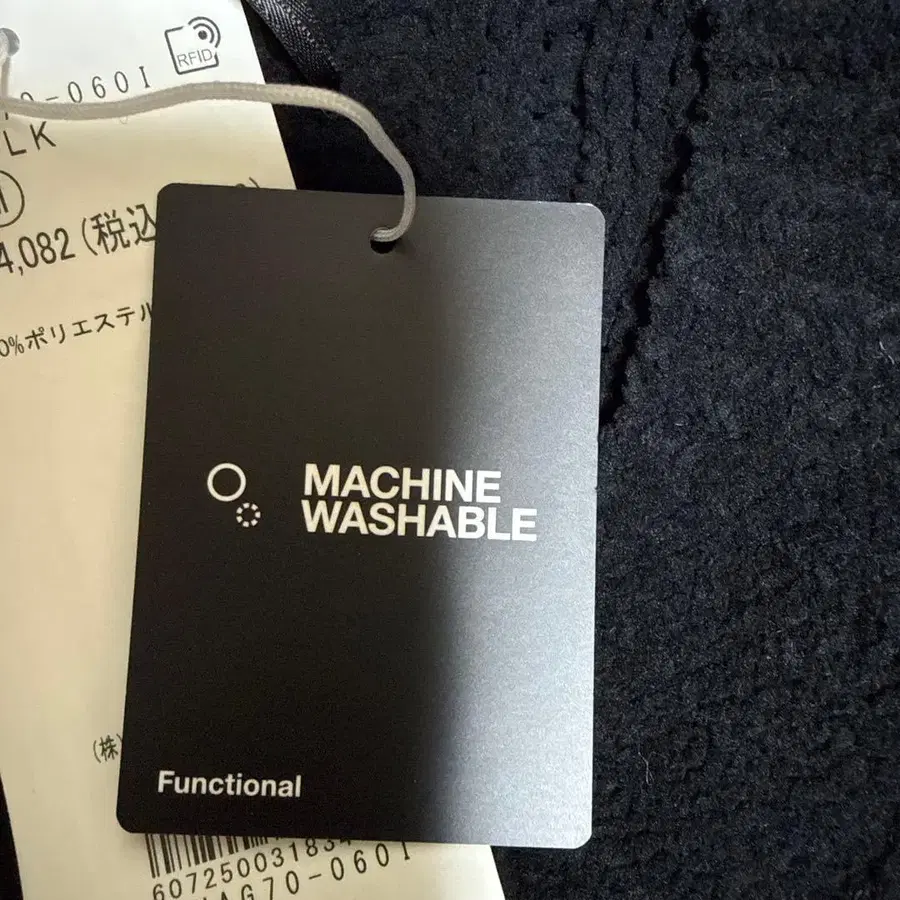 RFID
0-0601
LK
M
4,082 (税込
0%ポリエステル
MACHINE
WASHABLE
(株)
Functional
6072500318
AG70-0601